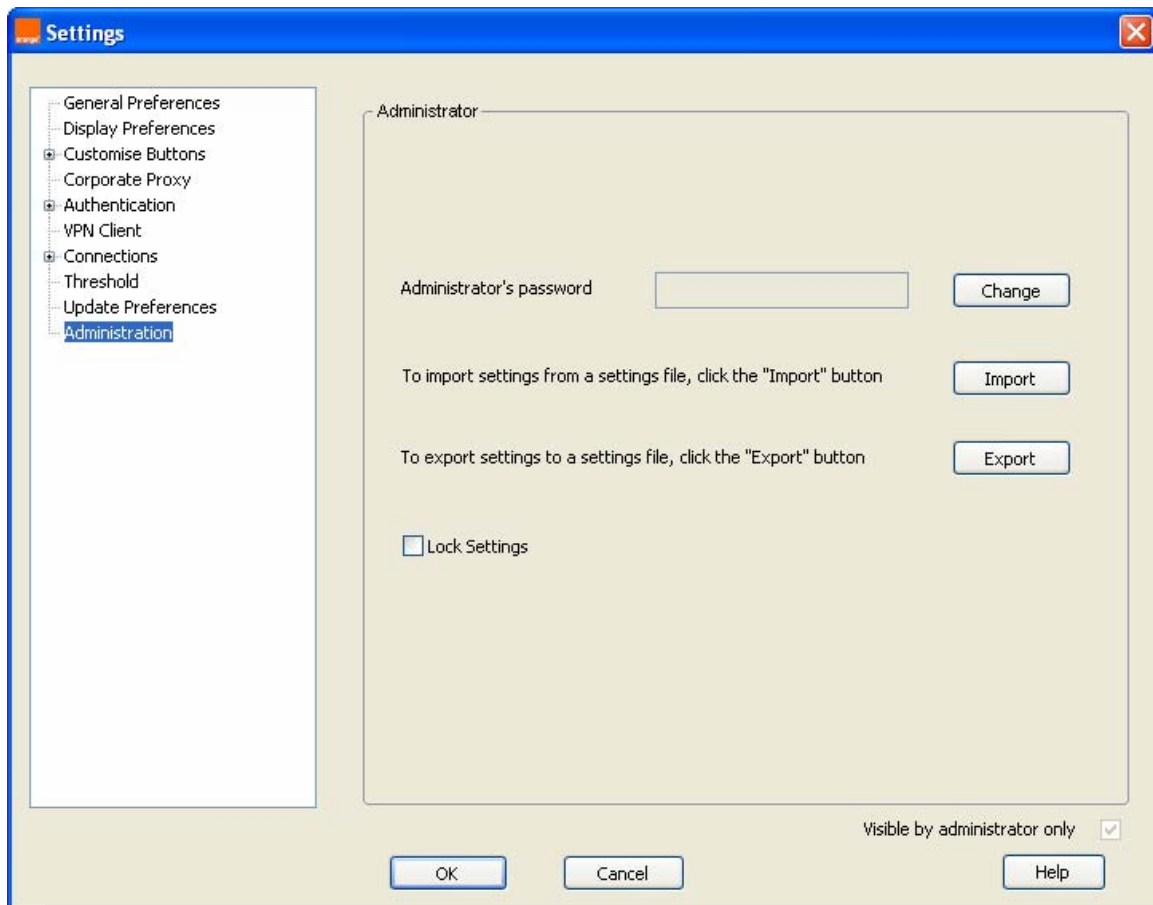 Settings
General Preferences
Display Preferences
Customise Buttons
Corporate Proxy
Authentication
VPN Client
Connections
Threshold
Update Preferences
Administration
Administrator
Administrator's password
Change
To import settings from a settings file, click the "Import" button
Import
To export settings to a settings file, click the "Export" button
Export
Lock Settings
Visible by administrator only
OK
Cancel
Help